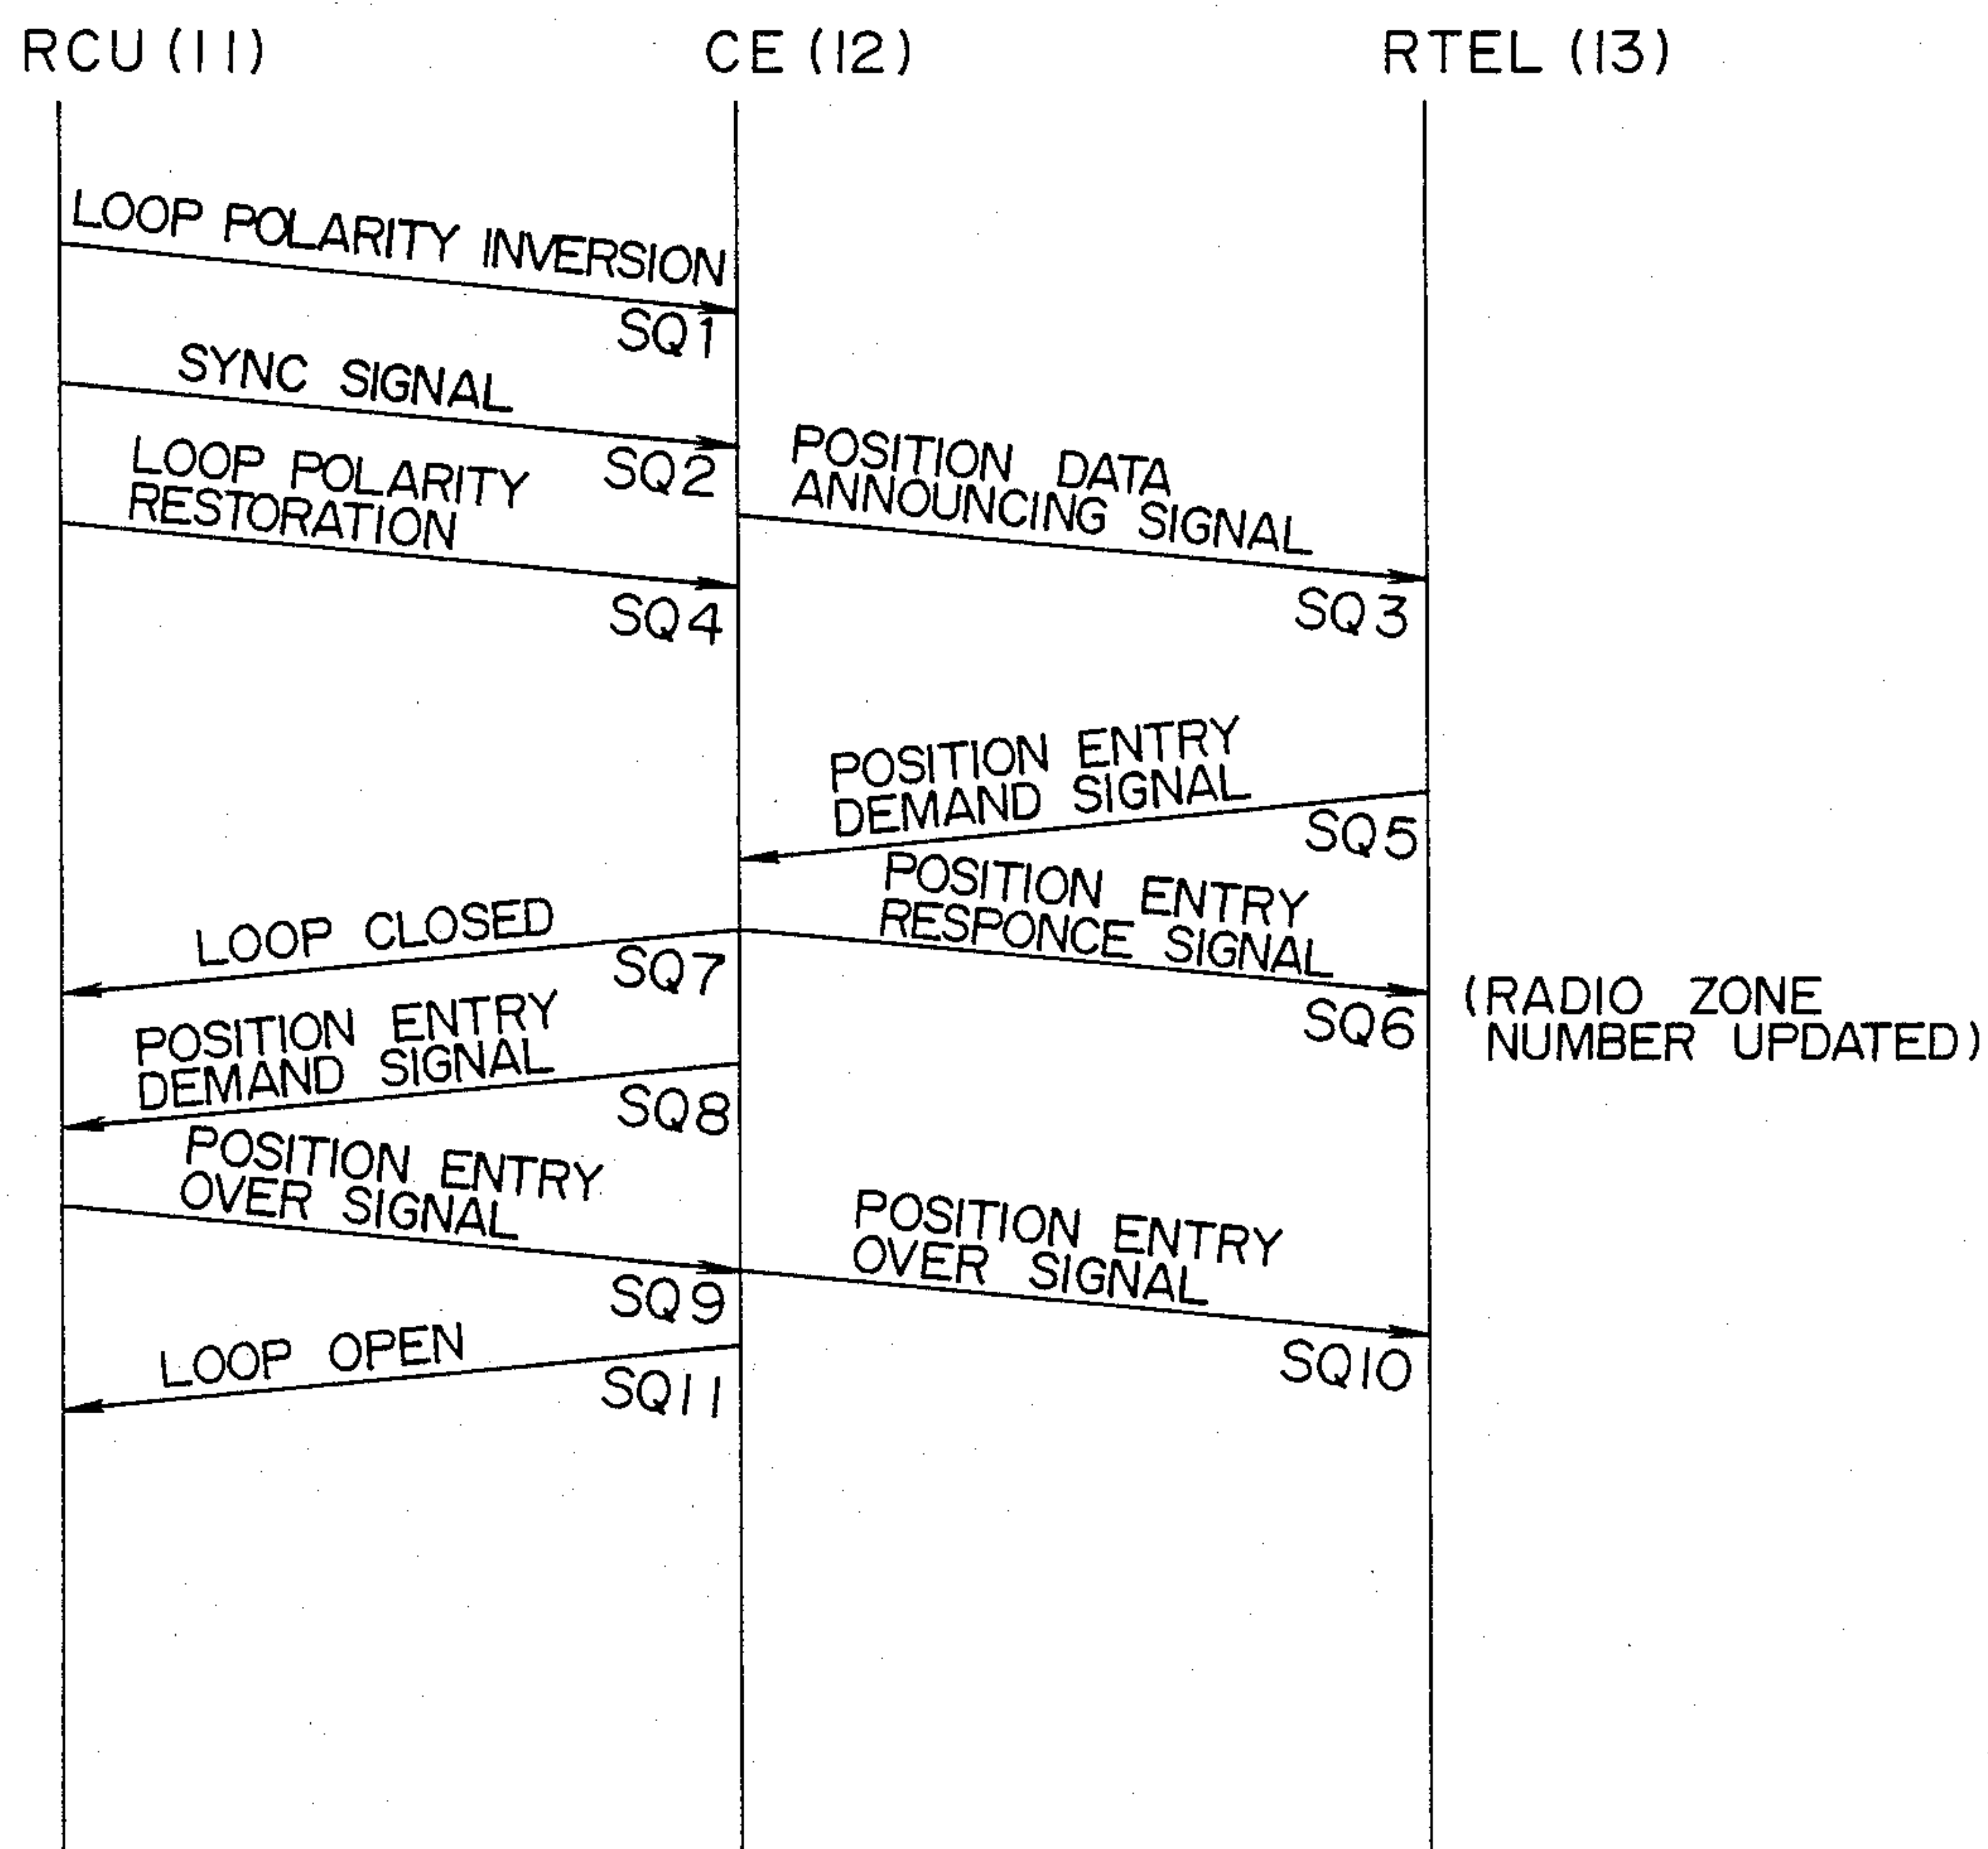 RCU (11)
CE (12)
RTEL (13)
LOOP POLARITY INVERSION
SQ1
SYNC SIGNAL
SQ2
LOOP POLARITY
RESTORATION
SQ4
POSITION DATA
ANNOUNCING SIGNAL
SQ3
POSITION ENTRY
DEMAND SIGNAL
SQ5
POSITION ENTRY
RESPONCE SIGNAL
SQ6
(RADIO ZONE
NUMBER UPDATED)
LOOP CLOSED
SQ7
POSITION ENTRY
DEMAND SIGNAL
SQ8
POSITION ENTRY
OVER SIGNAL
SQ9
POSITION ENTRY
OVER SIGNAL
SQ10
LOOP OPEN
SQ11